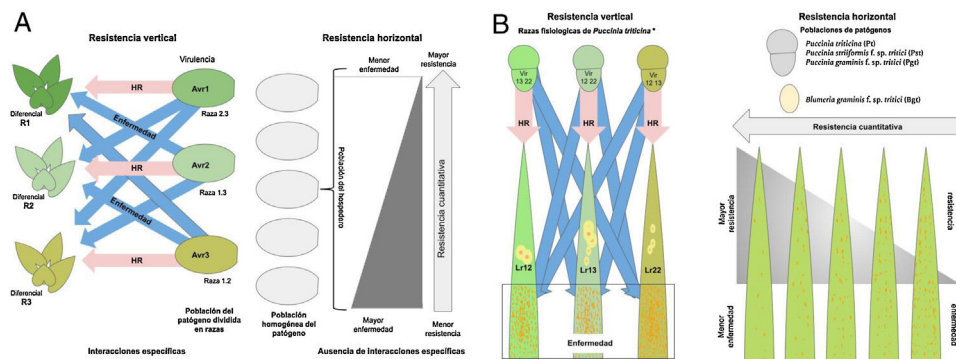 A
Resistencia vertical
Virulencia
Diferencial
R1
HR
Avr1
Raza 2.3
Enfermedad
Diferencial
R2
HR
Avr2
Raza 1.3
Enfermedad
Diferencial
R3
HR
Avr3
Raza 1.2
Población del
patógeno dividida
en razas
Interacciones específicas
Resistencia horizontal
Menor
enfermedad
Mayor
resistencia
Población del hospedero
Resistencia cuantitativa
Población
homogénea del
patógeno
Mayor
enfermedad
Menor
resistencia
Ausencia de interacciones específicas
B
Resistencia vertical
Razas fisiologicas de Puccinia triticina *
Vir
13 22
Vir
12 22
Vir
12 13
HR
HR
HR
Lr12
Lr13
Lr22
Enfermedad
Resistencia horizontal
Poblaciones de patógenos
Puccinia triticina (Pt)
Puccinia striiformis f. sp. tritici (Pst)
Puccinia graminis f. sp. tritici (Pgt)
Blumeria graminis f. sp. tritici (Bgt)
Resistencia cuantitativa
Mayor
resistencia
resistencia
Menor
enfermedad
enfermedad